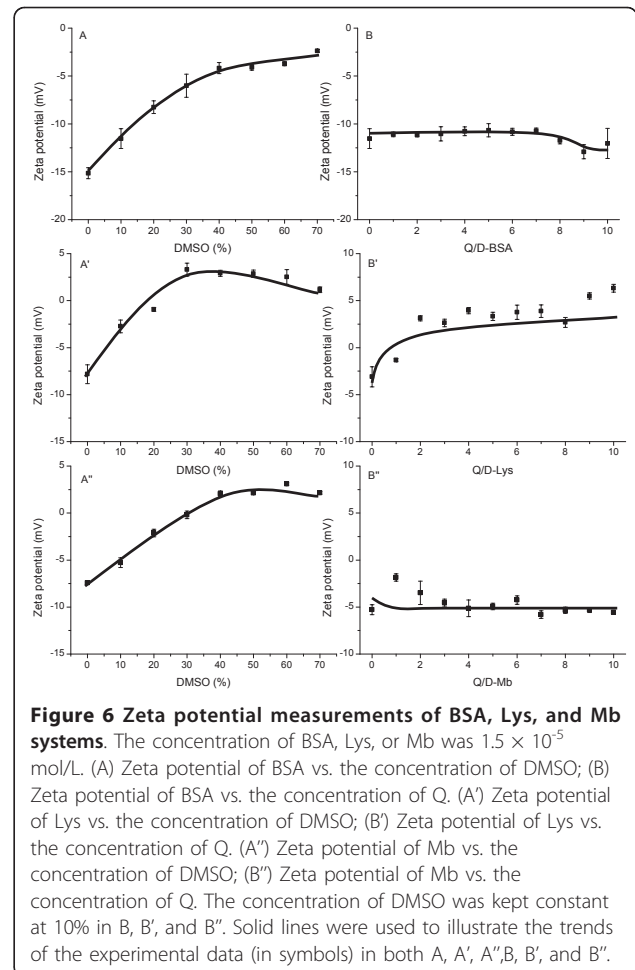 A
Zeta potential (mV)
0
-5
-10
-15
-20
0 10 20 30 40 50 60 70
DMSO (%)
B
Zeta potential (mV)
0
-5
-10
-15
-20
0 2 4 6 8 10
Q/D-BSA
A'
Zeta potential (mV)
5
0
-5
-10
-15
0 10 20 30 40 50 60 70
DMSO (%)
B'
Zeta potential (mV)
10
5
0
-5
-10
0 2 4 6 8 10
Q/D-Lys
A"
Zeta potential (mV)
5
0
-5
-10
-15
0 10 20 30 40 50 60 70
DMSO (%)
B"
Zeta potential (mV)
10
5
0
-5
-10
0 2 4 6 8 10
Q/D-Mb
Figure 6 Zeta potential measurements of BSA, Lys, and Mb
systems. The concentration of BSA, Lys, or Mb was 1.5 × 10⁻⁵
mol/L. (A) Zeta potential of BSA vs. the concentration of DMSO; (B)
Zeta potential of BSA vs. the concentration of Q. (A') Zeta potential
of Lys vs. the concentration of DMSO; (B') Zeta potential of Lys vs.
the concentration of Q. (A") Zeta potential of Mb vs. the
concentration of DMSO; (B") Zeta potential of Mb vs. the
concentration of Q. The concentration of DMSO was kept constant
at 10% in B, B', and B". Solid lines were used to illustrate the trends
of the experimental data (in symbols) in both A, A', A",B, B', and B".